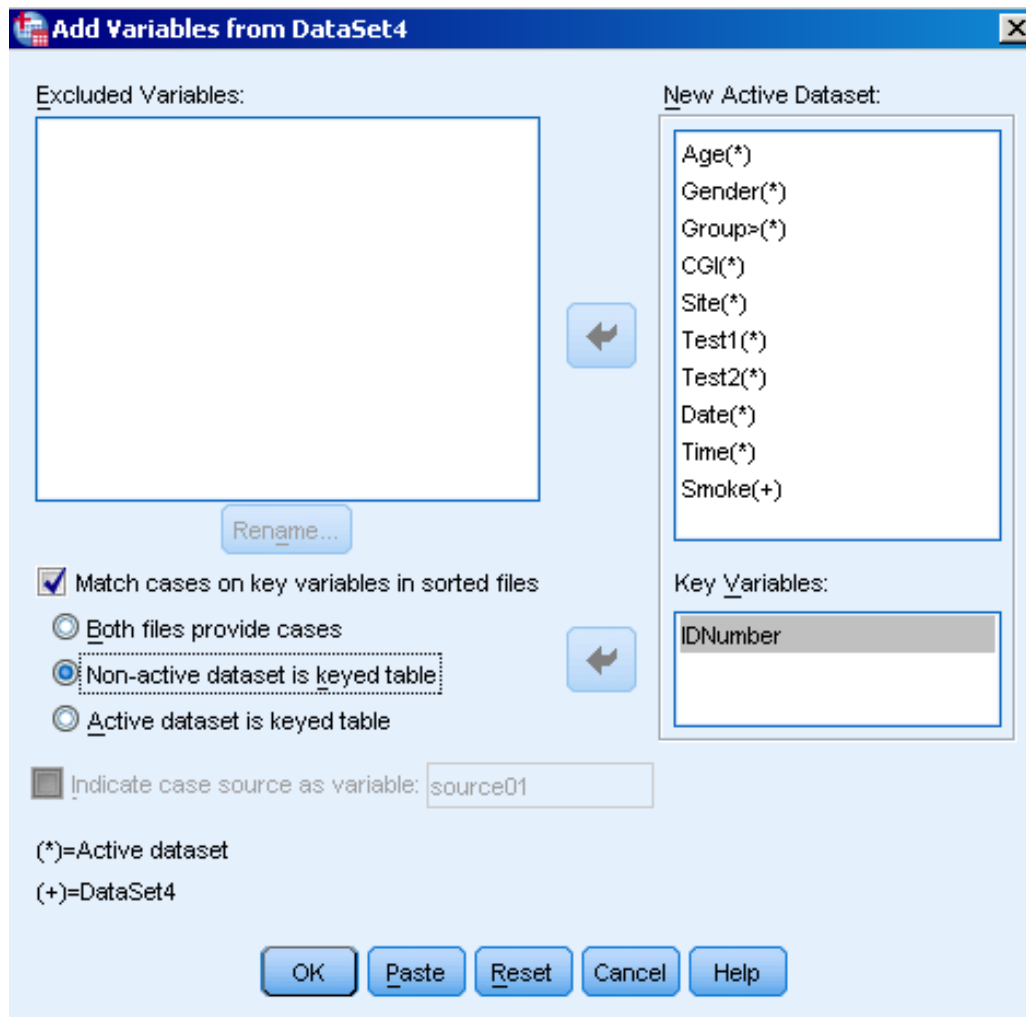 Add Variables from DataSet4
Excluded Variables:
New Active Dataset:
Age(*)
Gender(*)
Group>(*)
CGI(*)
Site(*)
Test1(*)
Test2(*)
Date(*)
Time(*)
Smoke(+)
Rename...
Match cases on key variables in sorted files
Both files provide cases
Non-active dataset is keyed table
Active dataset is keyed table
Key Variables:
IDNumber
Indicate case source as variable: source01
(*)=Active dataset
(+)=DataSet4
OK Paste Reset Cancel Help